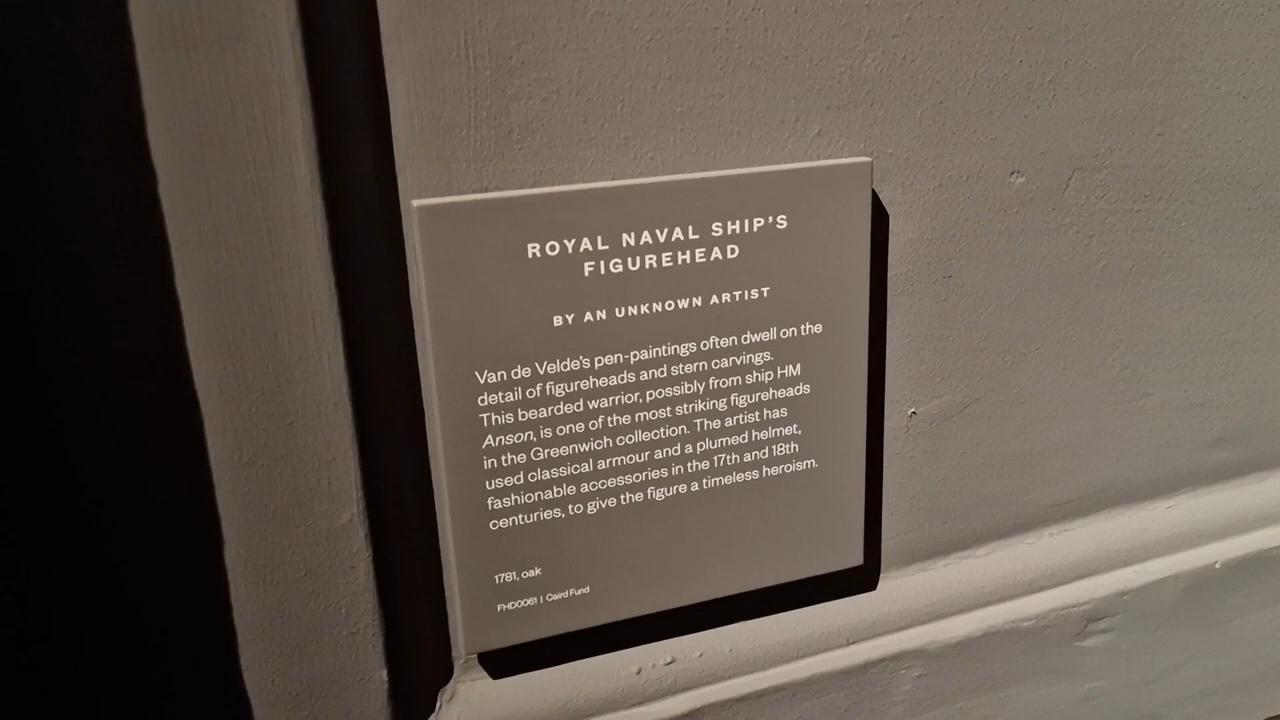 ROYAL NAVAL SHIP'S
FIGUREHEAD
BY AN UNKNOWN ARTIST
Van de Velde's pen-paintings often dwell on the
detail of figureheads and stern carvings.
This bearded warrior, possibly from ship HM
Anson, is one of the most striking figureheads
in the Greenwich collection. The artist has
used classical armour and a plumed helmet,
fashionable accessories in the 17th and 18th
centuries, to give the figure a timeless heroism.
1781, oak
FHD0061 | Caird Fund